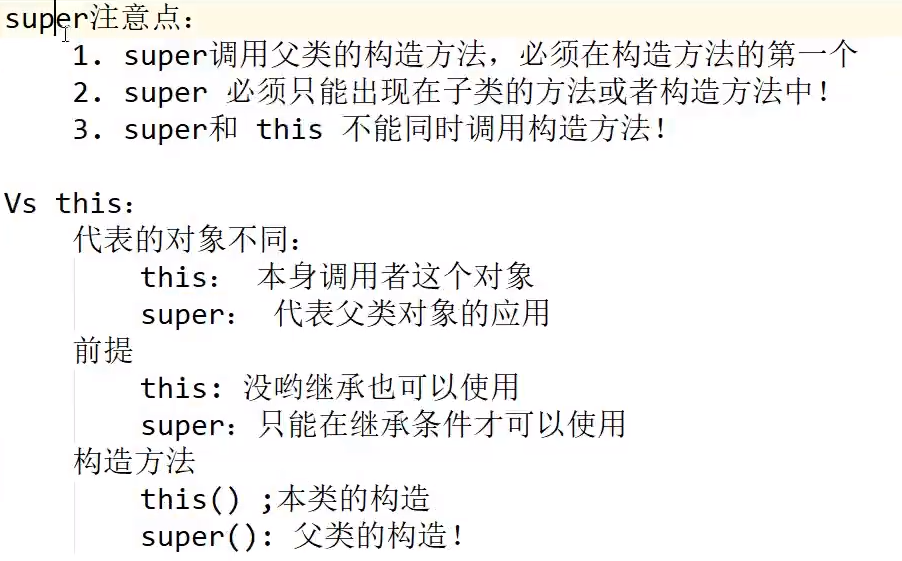 super注意点：
1. super调用父类的构造方法，必须在构造方法的第一个
2. super 必须只能出现在子类的方法或者构造方法中！
3. super和 this 不能同时调用构造方法！
Vs this：
代表的对象不同：
this： 本身调用者这个对象
super： 代表父类对象的应用
前提
this：没哟继承也可以使用
super：只能在继承条件才可以使用
构造方法
this() ;本类的构造
super()：父类的构造！